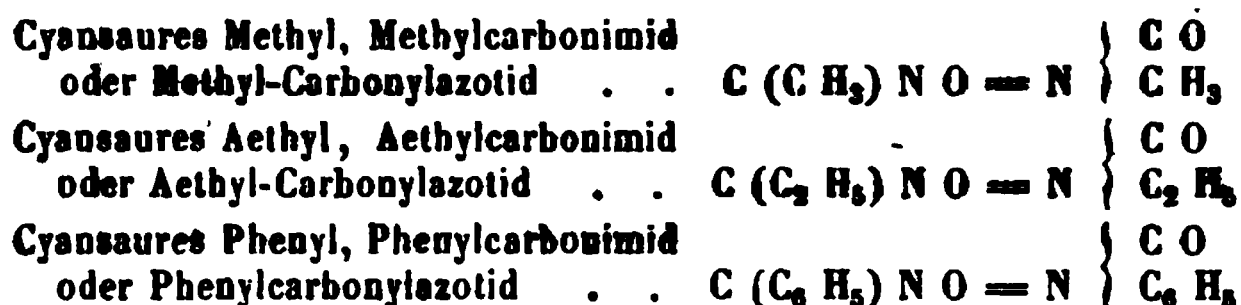 Cyansaures Methyl, Methylcarbonimid } C O
oder Methyl-Carbonylazotid . . C (C H₃) N O = N } C H₃
Cyansaures Aethyl, Aethylcarbonimid } C O
oder Aethyl-Carbonylazotid . . C (C₂ H₅) N O = N } C₂ H₅
Cyansaures Phenyl, Phenylcarbonimid } C O
oder Phenylcarbonylazotid . . C (C₆ H₅) N O = N } C₆ H₅